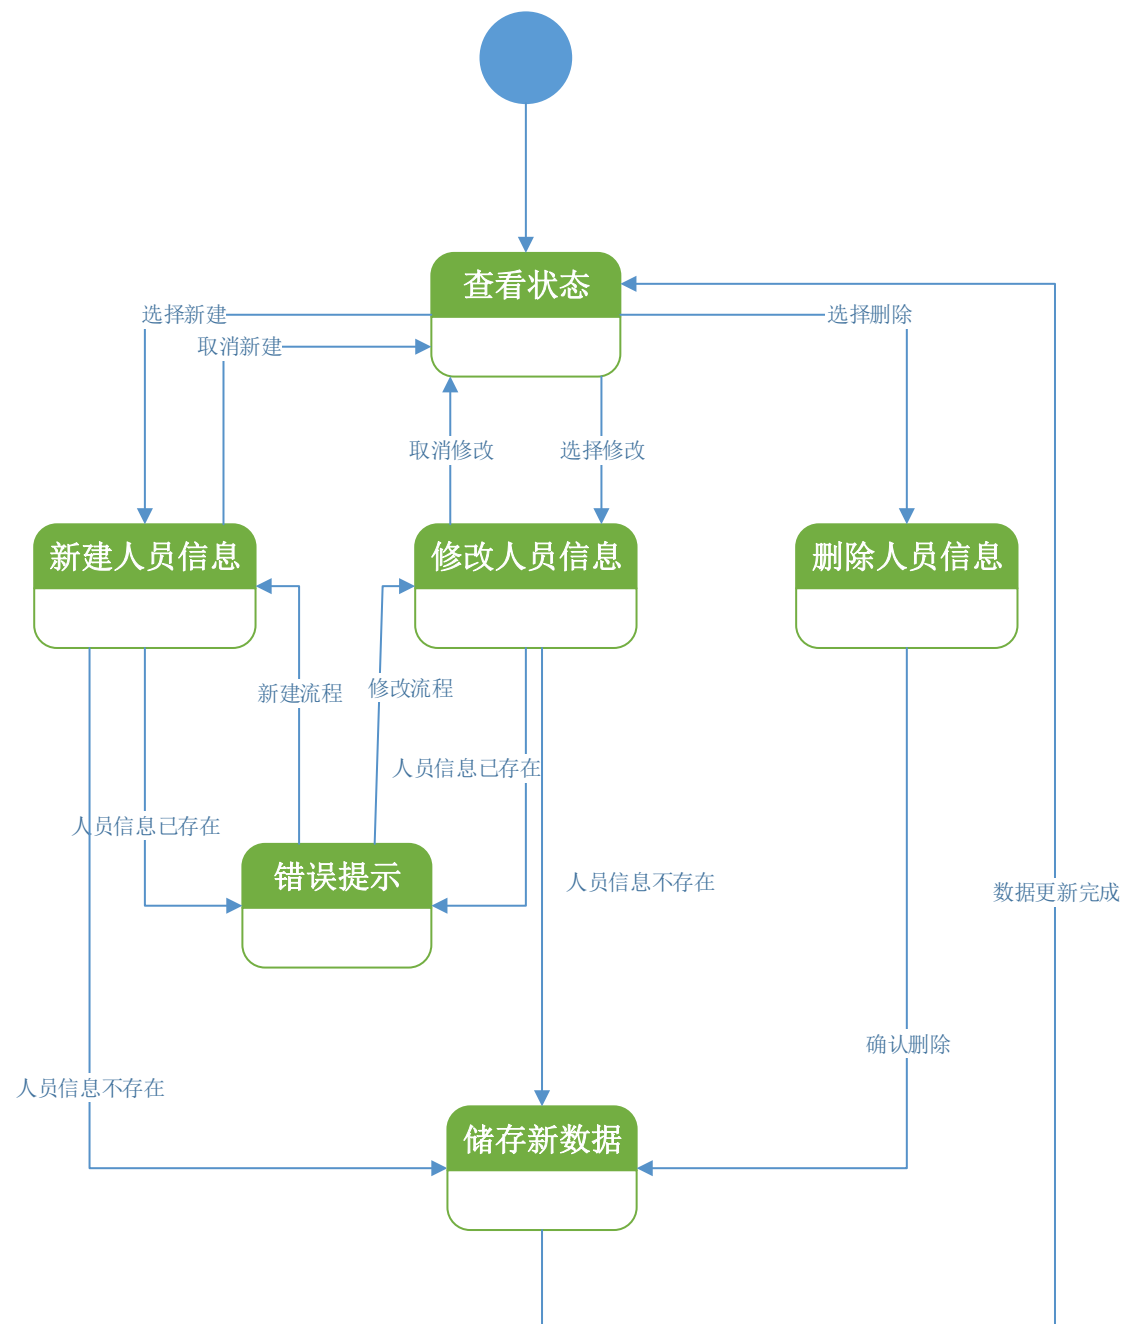 查看状态
选择新建
选择删除
取消新建
取消修改
选择修改
新建人员信息
修改人员信息
删除人员信息
新建流程
修改流程
人员信息已存在
人员信息已存在
错误提示
人员信息不存在
数据更新完成
确认删除
人员信息不存在
储存新数据